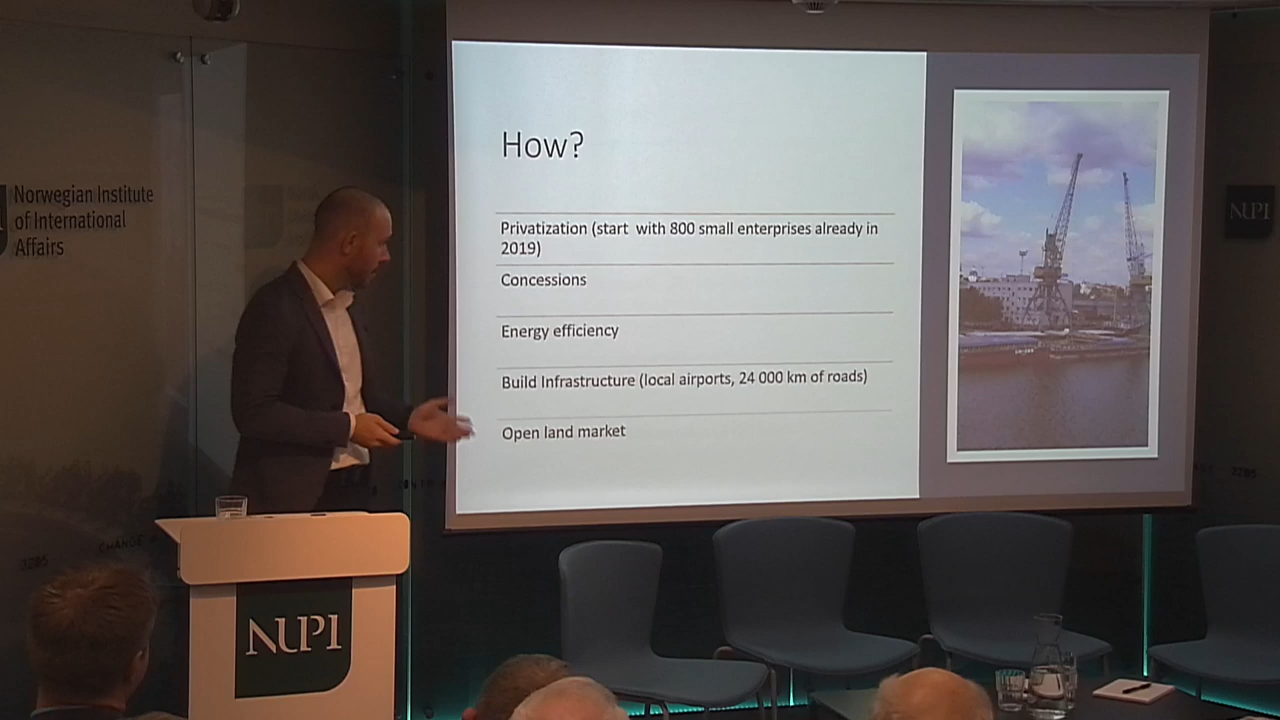 Norwegian Institute
of International
Affairs
How?
Privatization (start with 800 small enterprises already in
2019)
Concessions
Energy efficiency
Build Infrastructure (local airports, 24 000 km of roads)
Open land market
NUPI
NUPI
CHANGE